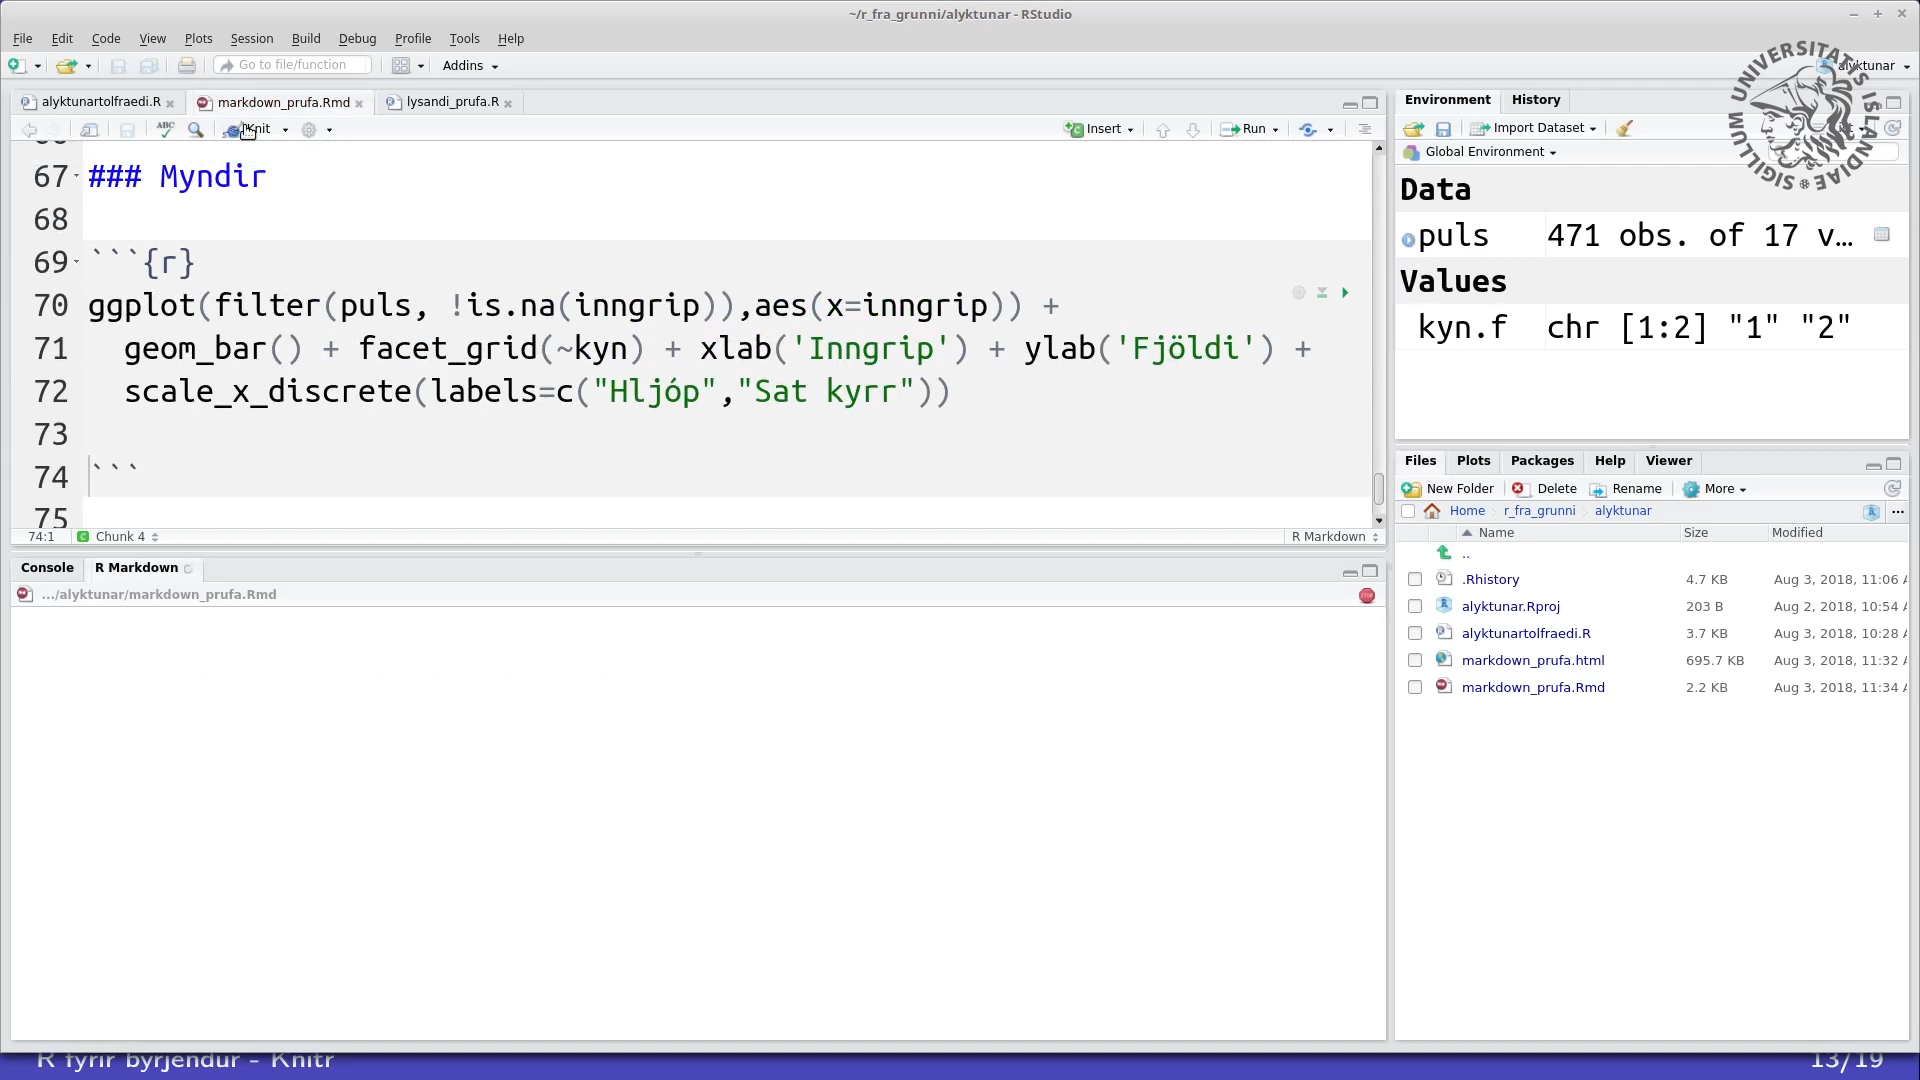 ~/r_fra_grunni/alyktunar - RStudio
File Edit Code View Plots Session Build Debug Profile Tools Help
Go to file/function Addins alyktunar
alyktunartolfraedi.R markdown_prufa.Rmd lysandi_prufa.R
ABC Knit Insert Run
67 ### Myndir
68
69 ```{r}
70 ggplot(filter(puls, !is.na(inngrip)),aes(x=inngrip)) +
71 geom_bar() + facet_grid(~kyn) + xlab('Inngrip') + ylab('Fjöldi') +
72 scale_x_discrete(labels=c("Hljóp","Sat kyrr"))
73
74 ```
75
74:1 Chunk 4 R Markdown
Console R Markdown
.../alyktunar/markdown_prufa.Rmd
STOP
Environment History
Import Dataset
Global Environment
Data
puls 471 obs. of 17 v…
Values
kyn.f chr [1:2] "1" "2"
UNIVERSITATIS ISLANDIAE SIGILLUM
Files Plots Packages Help Viewer
New Folder Delete Rename More
Home r_fra_grunni alyktunar
Name Size Modified
..
.Rhistory 4.7 KB Aug 3, 2018, 11:06 A
alyktunar.Rproj 203 B Aug 2, 2018, 10:54 A
alyktunartolfraedi.R 3.7 KB Aug 3, 2018, 10:28 A
markdown_prufa.html 695.7 KB Aug 3, 2018, 11:32 A
markdown_prufa.Rmd 2.2 KB Aug 3, 2018, 11:34 A
R fyrir byrjendur – Knitr 13/19